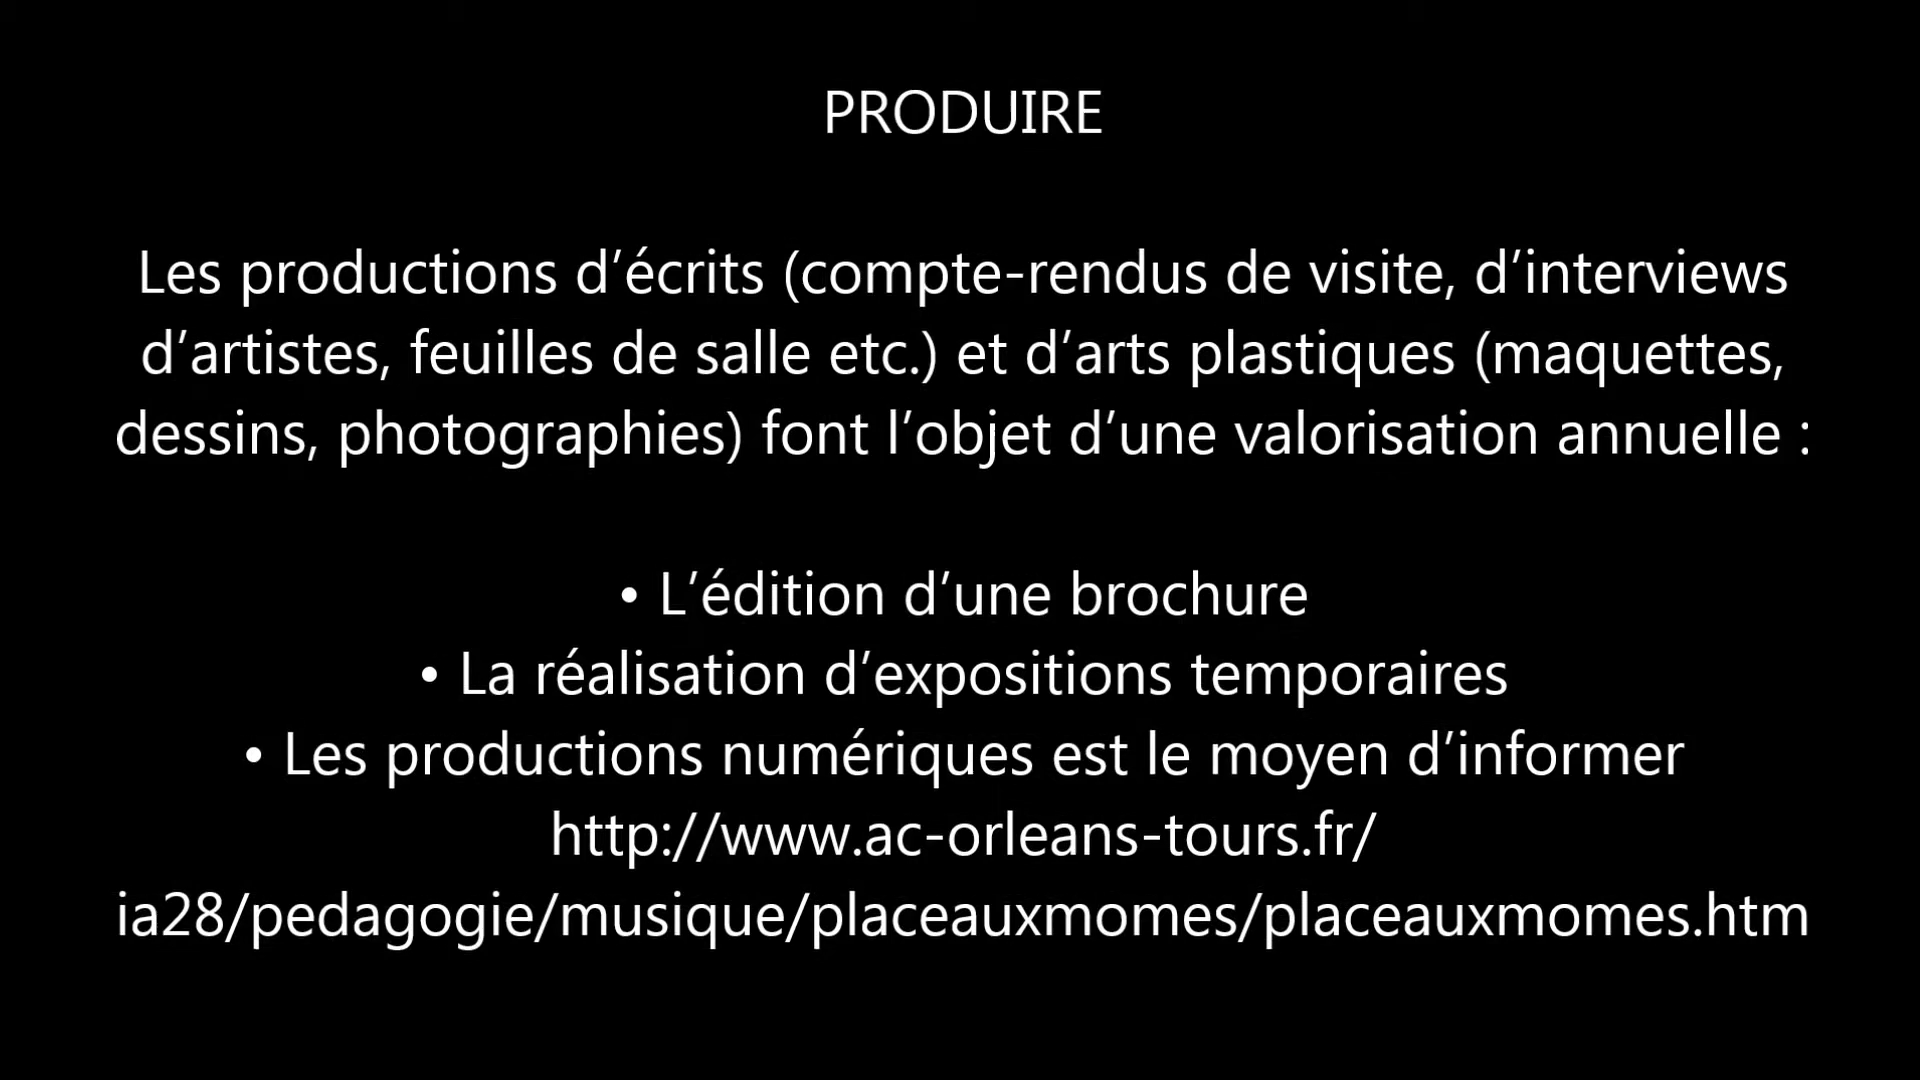 PRODUIRE
Les productions d’écrits (compte-rendus de visite, d’interviews
d’artistes, feuilles de salle etc.) et d’arts plastiques (maquettes,
dessins, photographies) font l’objet d’une valorisation annuelle :
• L’édition d’une brochure
• La réalisation d’expositions temporaires
• Les productions numériques est le moyen d’informer
http://www.ac-orleans-tours.fr/
ia28/pedagogie/musique/placeauxmomes/placeauxmomes.htm